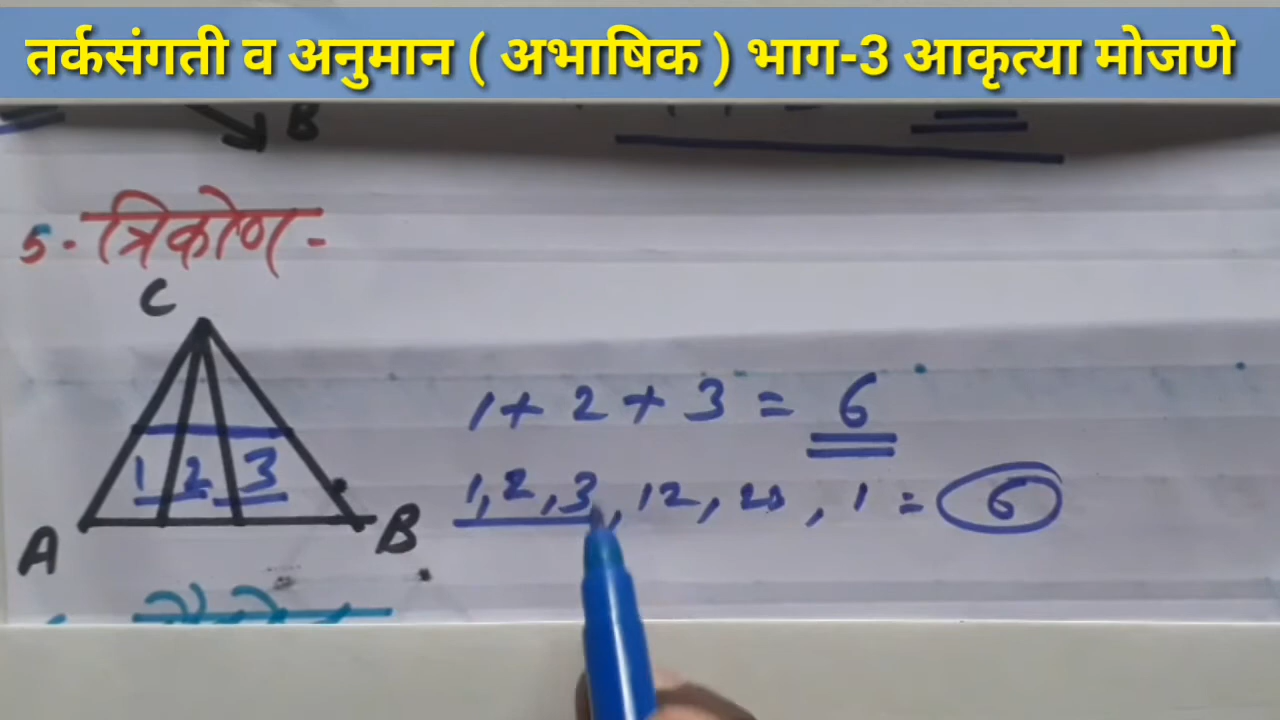 तर्कसंगती व अनुमान ( अभाषिक ) भाग-3 आकृत्या मोजणे
B
5. त्रिकोण -
C
1 2 3
A B
1 + 2 + 3 = 6
1, 2, 3, 12, 23, 1 = 6